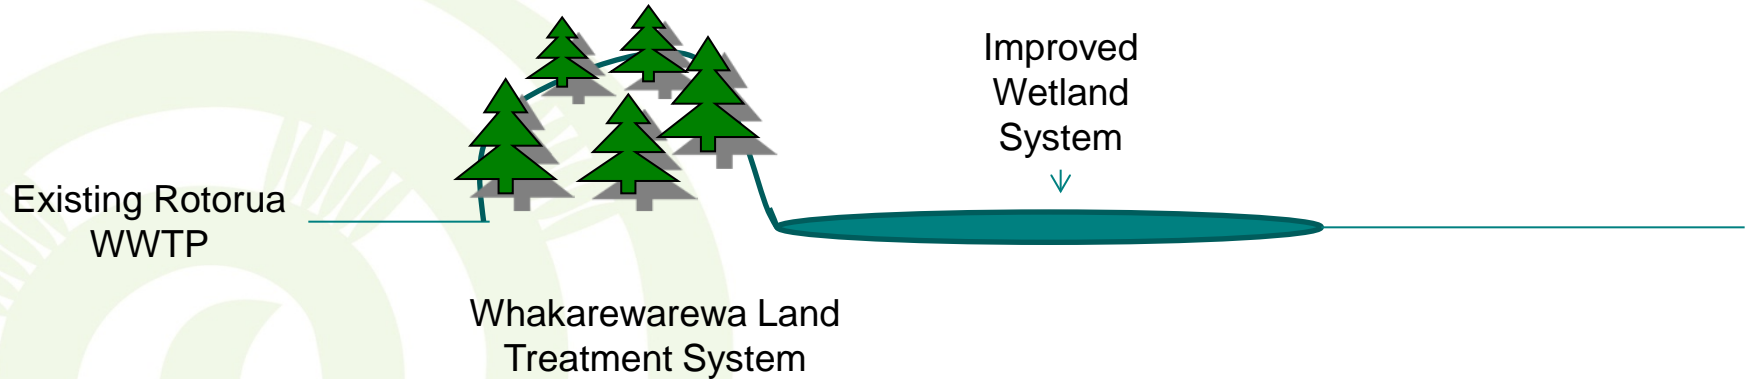 Existing Rotorua
WWTP
Whakarewarewa Land
Treatment System
Improved
Wetland
System